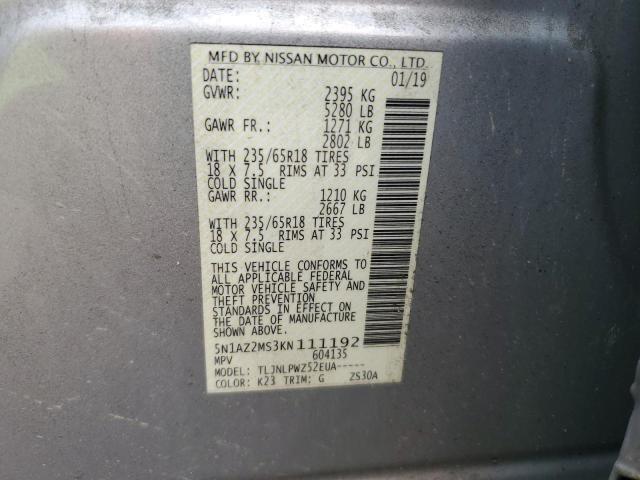 MFD BY NISSAN MOTOR CO., LTD.
DATE: 01/19
GVWR: 2395 KG
5280 LB
GAWR FR.: 1271 KG
2802 LB
WITH 235/65R18 TIRES
18 X 7.5 RIMS AT 33 PSI
COLD SINGLE
GAWR RR.: 1210 KG
2667 LB
WITH 235/65R18 TIRES
18 X 7.5 RIMS AT 33 PSI
COLD SINGLE
THIS VEHICLE CONFORMS TO
ALL APPLICABLE FEDERAL
MOTOR VEHICLE SAFETY AND
THEFT PREVENTION
STANDARDS IN EFFECT ON
THE DATE OF MANUFACTURE
SHOWN ABOVE.
5N1AZ2MS3KN111192
MPV 604135
MODEL: TLJNLPWZ52EUA-----
COLOR: K23 TRIM: G ZS30A